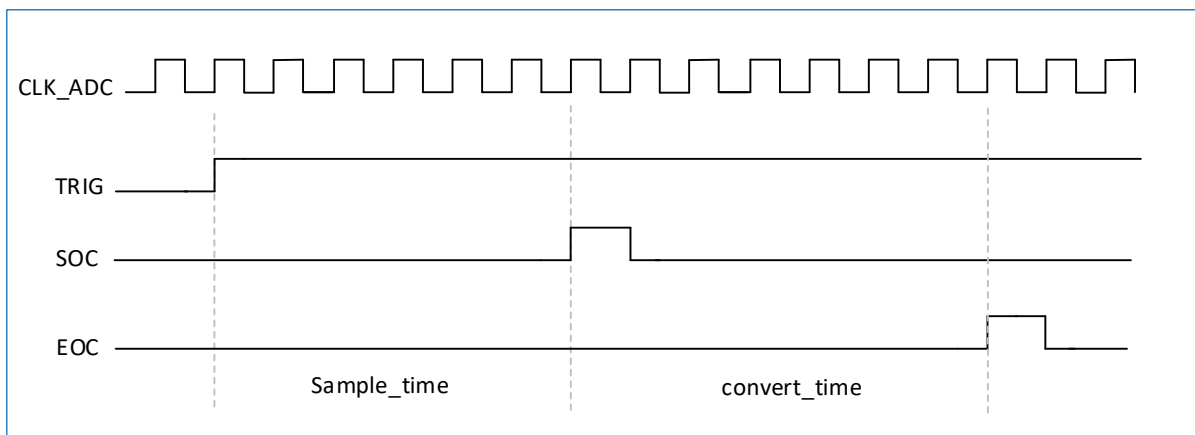 CLK_ADC
TRIG
SOC
EOC
Sample_time
convert_time